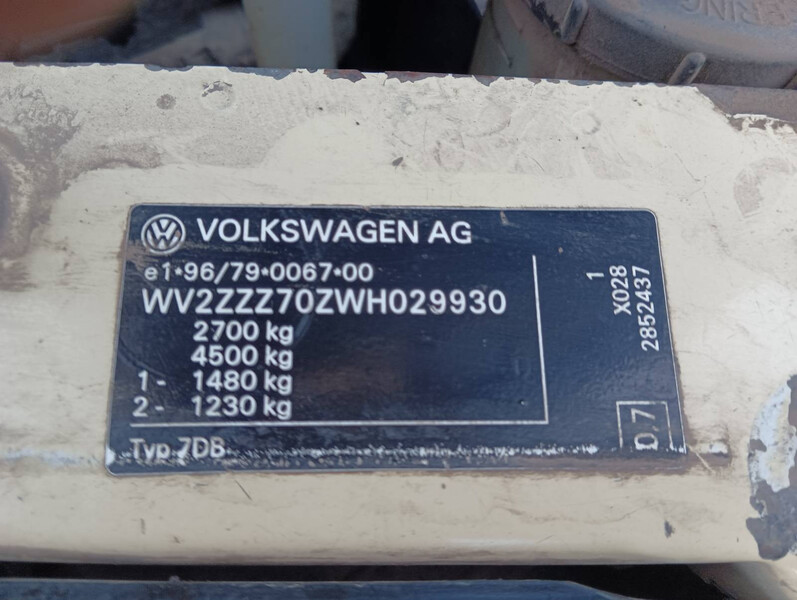 VOLKSWAGEN AG
e1*96/79*0067*00
WV2ZZZ70ZWH029930
2700 kg
4500 kg
1 - 1480 kg
2 - 1230 kg
Typ 7DB
1
X028
2852437
D.7